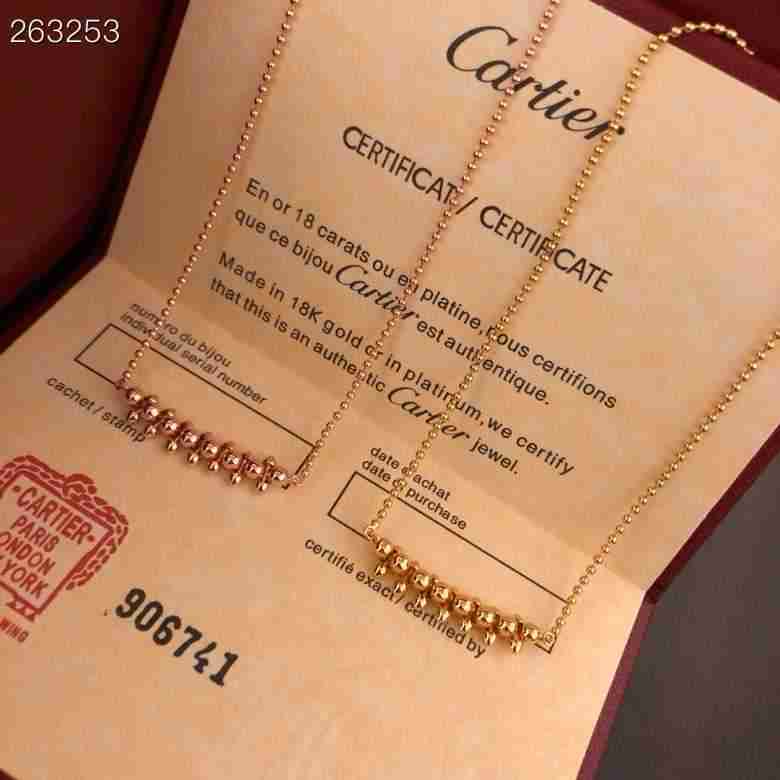 263253
Cartier
CERTIFICAT / CERTIFICATE
En or 18 carats ou en platine, nous certifions
que ce bijou Cartier est authentique.
Made in 18K gold or in platinum, we certify
that this is an authentic Cartier jewel.
numéro du bijou
individual serial number
cachet / stamp
date d'achat
date of purchase
certifié exact / certified by
CARTIER
PARIS
LONDON
YORK
WING
906741